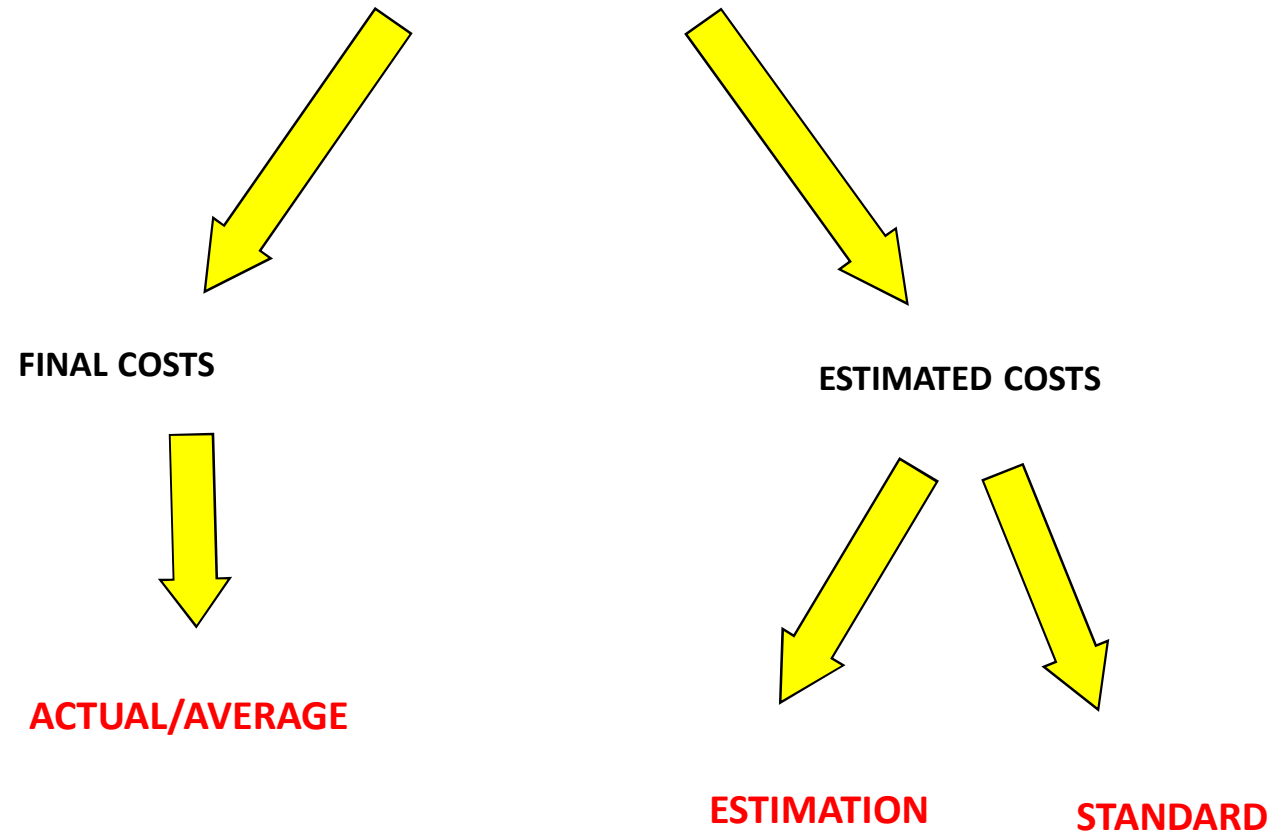 FINAL COSTS
ESTIMATED COSTS
ACTUAL/AVERAGE
ESTIMATION
STANDARD